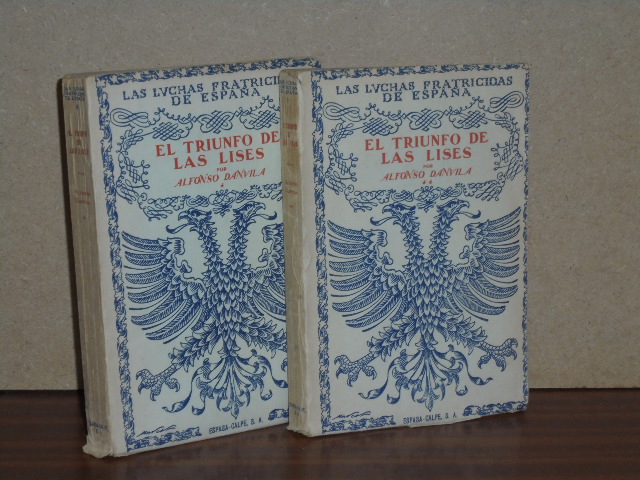 LAS LVCHAS FRATRICIDAS
DE ESPAÑA
EL TRIUNFO DE
LAS LISES
POR
ALFONSO DANVILA
*
ESPASA-CALPE, S. A.
LAS LVCHAS FRATRICIDAS
DE ESPAÑA
EL TRIUNFO DE
LAS LISES
POR
ALFONSO DANVILA
**
ESPASA-CALPE, S. A.